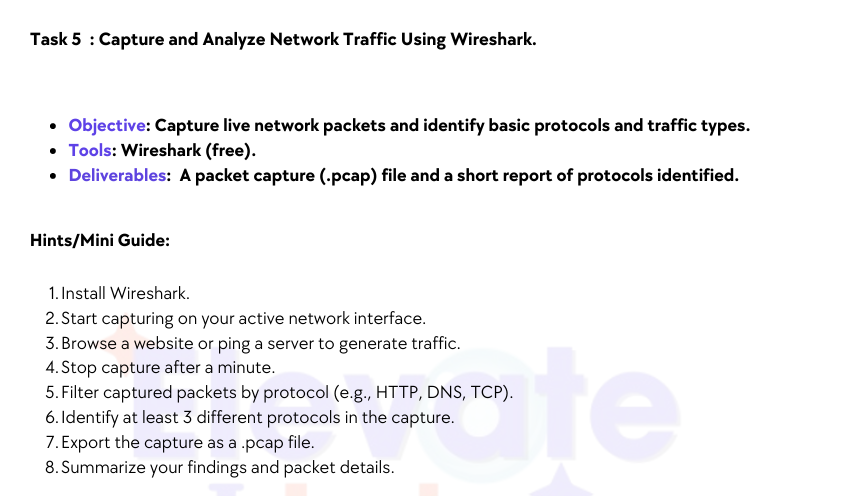 Task 5  : Capture and Analyze Network Traffic Using Wireshark.
• Objective: Capture live network packets and identify basic protocols and traffic types.
• Tools: Wireshark (free).
• Deliverables:  A packet capture (.pcap) file and a short report of protocols identified.
Hints/Mini Guide:
1. Install Wireshark.
2. Start capturing on your active network interface.
3. Browse a website or ping a server to generate traffic.
4. Stop capture after a minute.
5. Filter captured packets by protocol (e.g., HTTP, DNS, TCP).
6. Identify at least 3 different protocols in the capture.
7. Export the capture as a .pcap file.
8. Summarize your findings and packet details.
Elevate